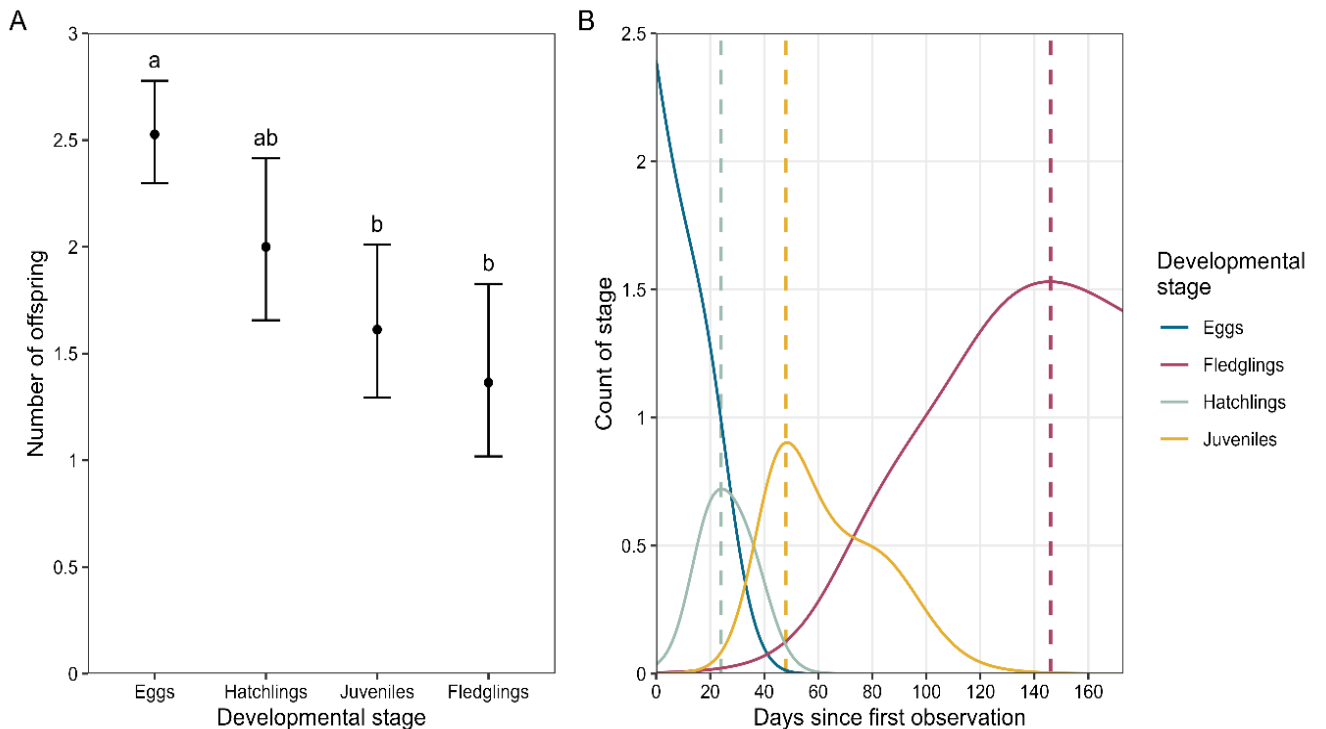 A
Number of offspring
3
2.5
2
1.5
1
0.5
0
a
ab
b
b
Eggs Hatchlings Juveniles Fledglings
Developmental stage
B
Count of stage
2.5
2
1.5
1
0.5
0
0 20 40 60 80 100 120 140 160
Days since first observation
Developmental
stage
Eggs
Fledglings
Hatchlings
Juveniles